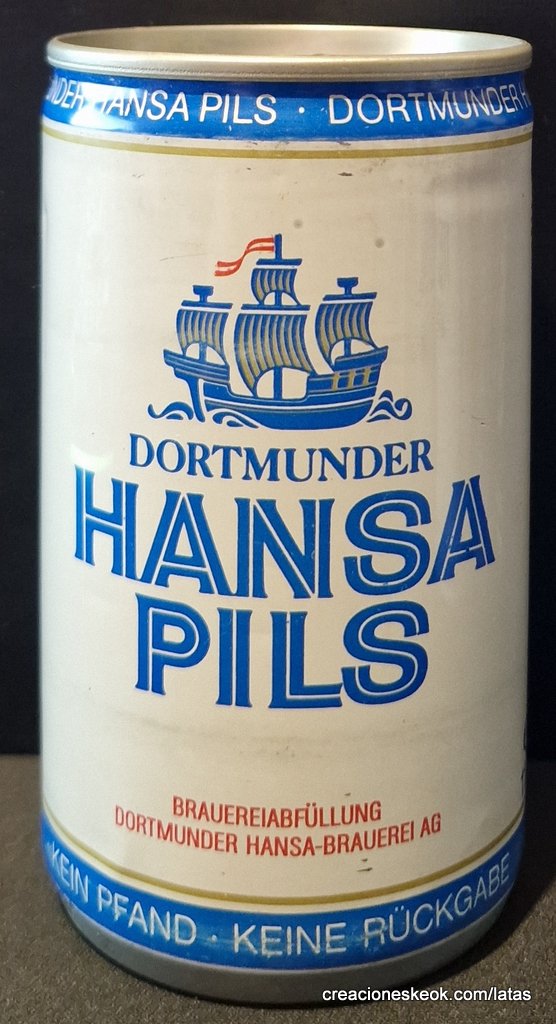 HANSA PILS · DORTMUNDER
DORTMUNDER
HANSA
PILS
BRAUEREIABFÜLLUNG
DORTMUNDER HANSA-BRAUEREI AG
KEIN PFAND · KEINE RÜCKGABE
creacioneskeok.com/latas